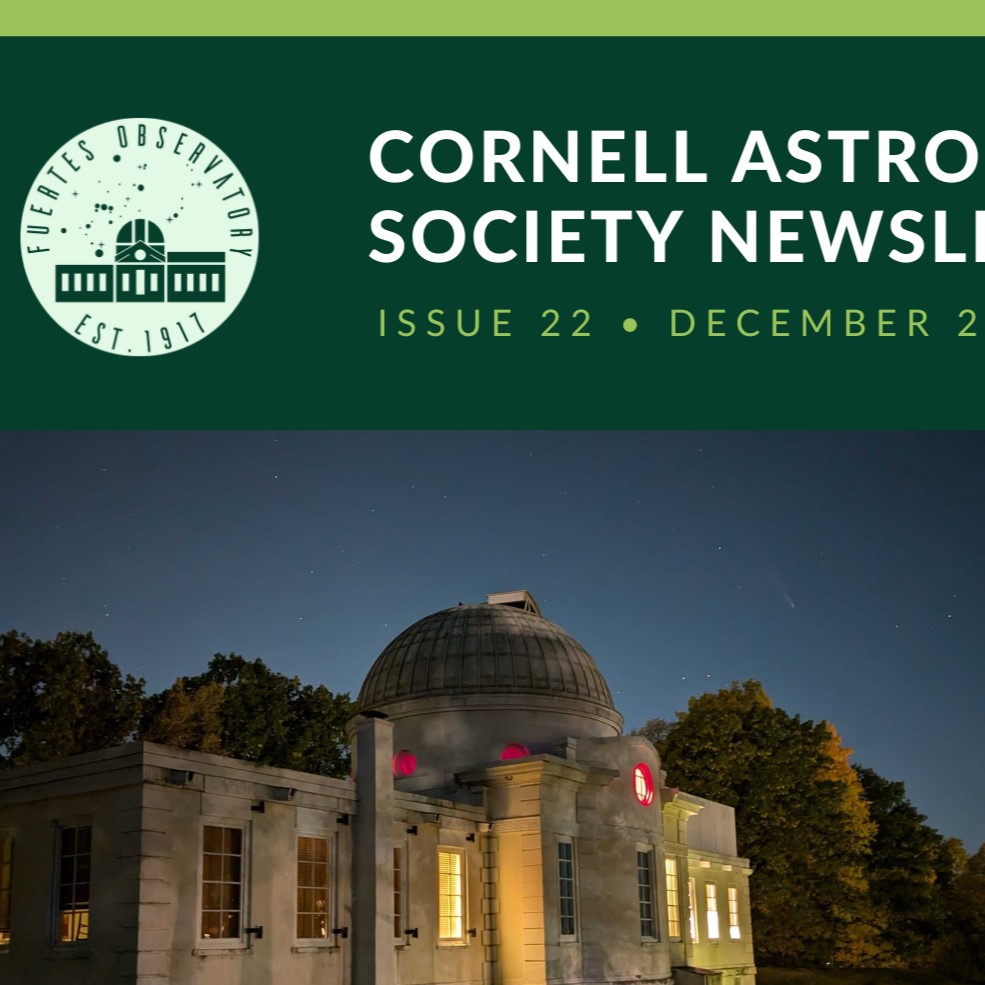 FUERTES OBSERVATORY
EST. 1917
CORNELL ASTRO
SOCIETY NEWSL
ISSUE 22 • DECEMBER 2